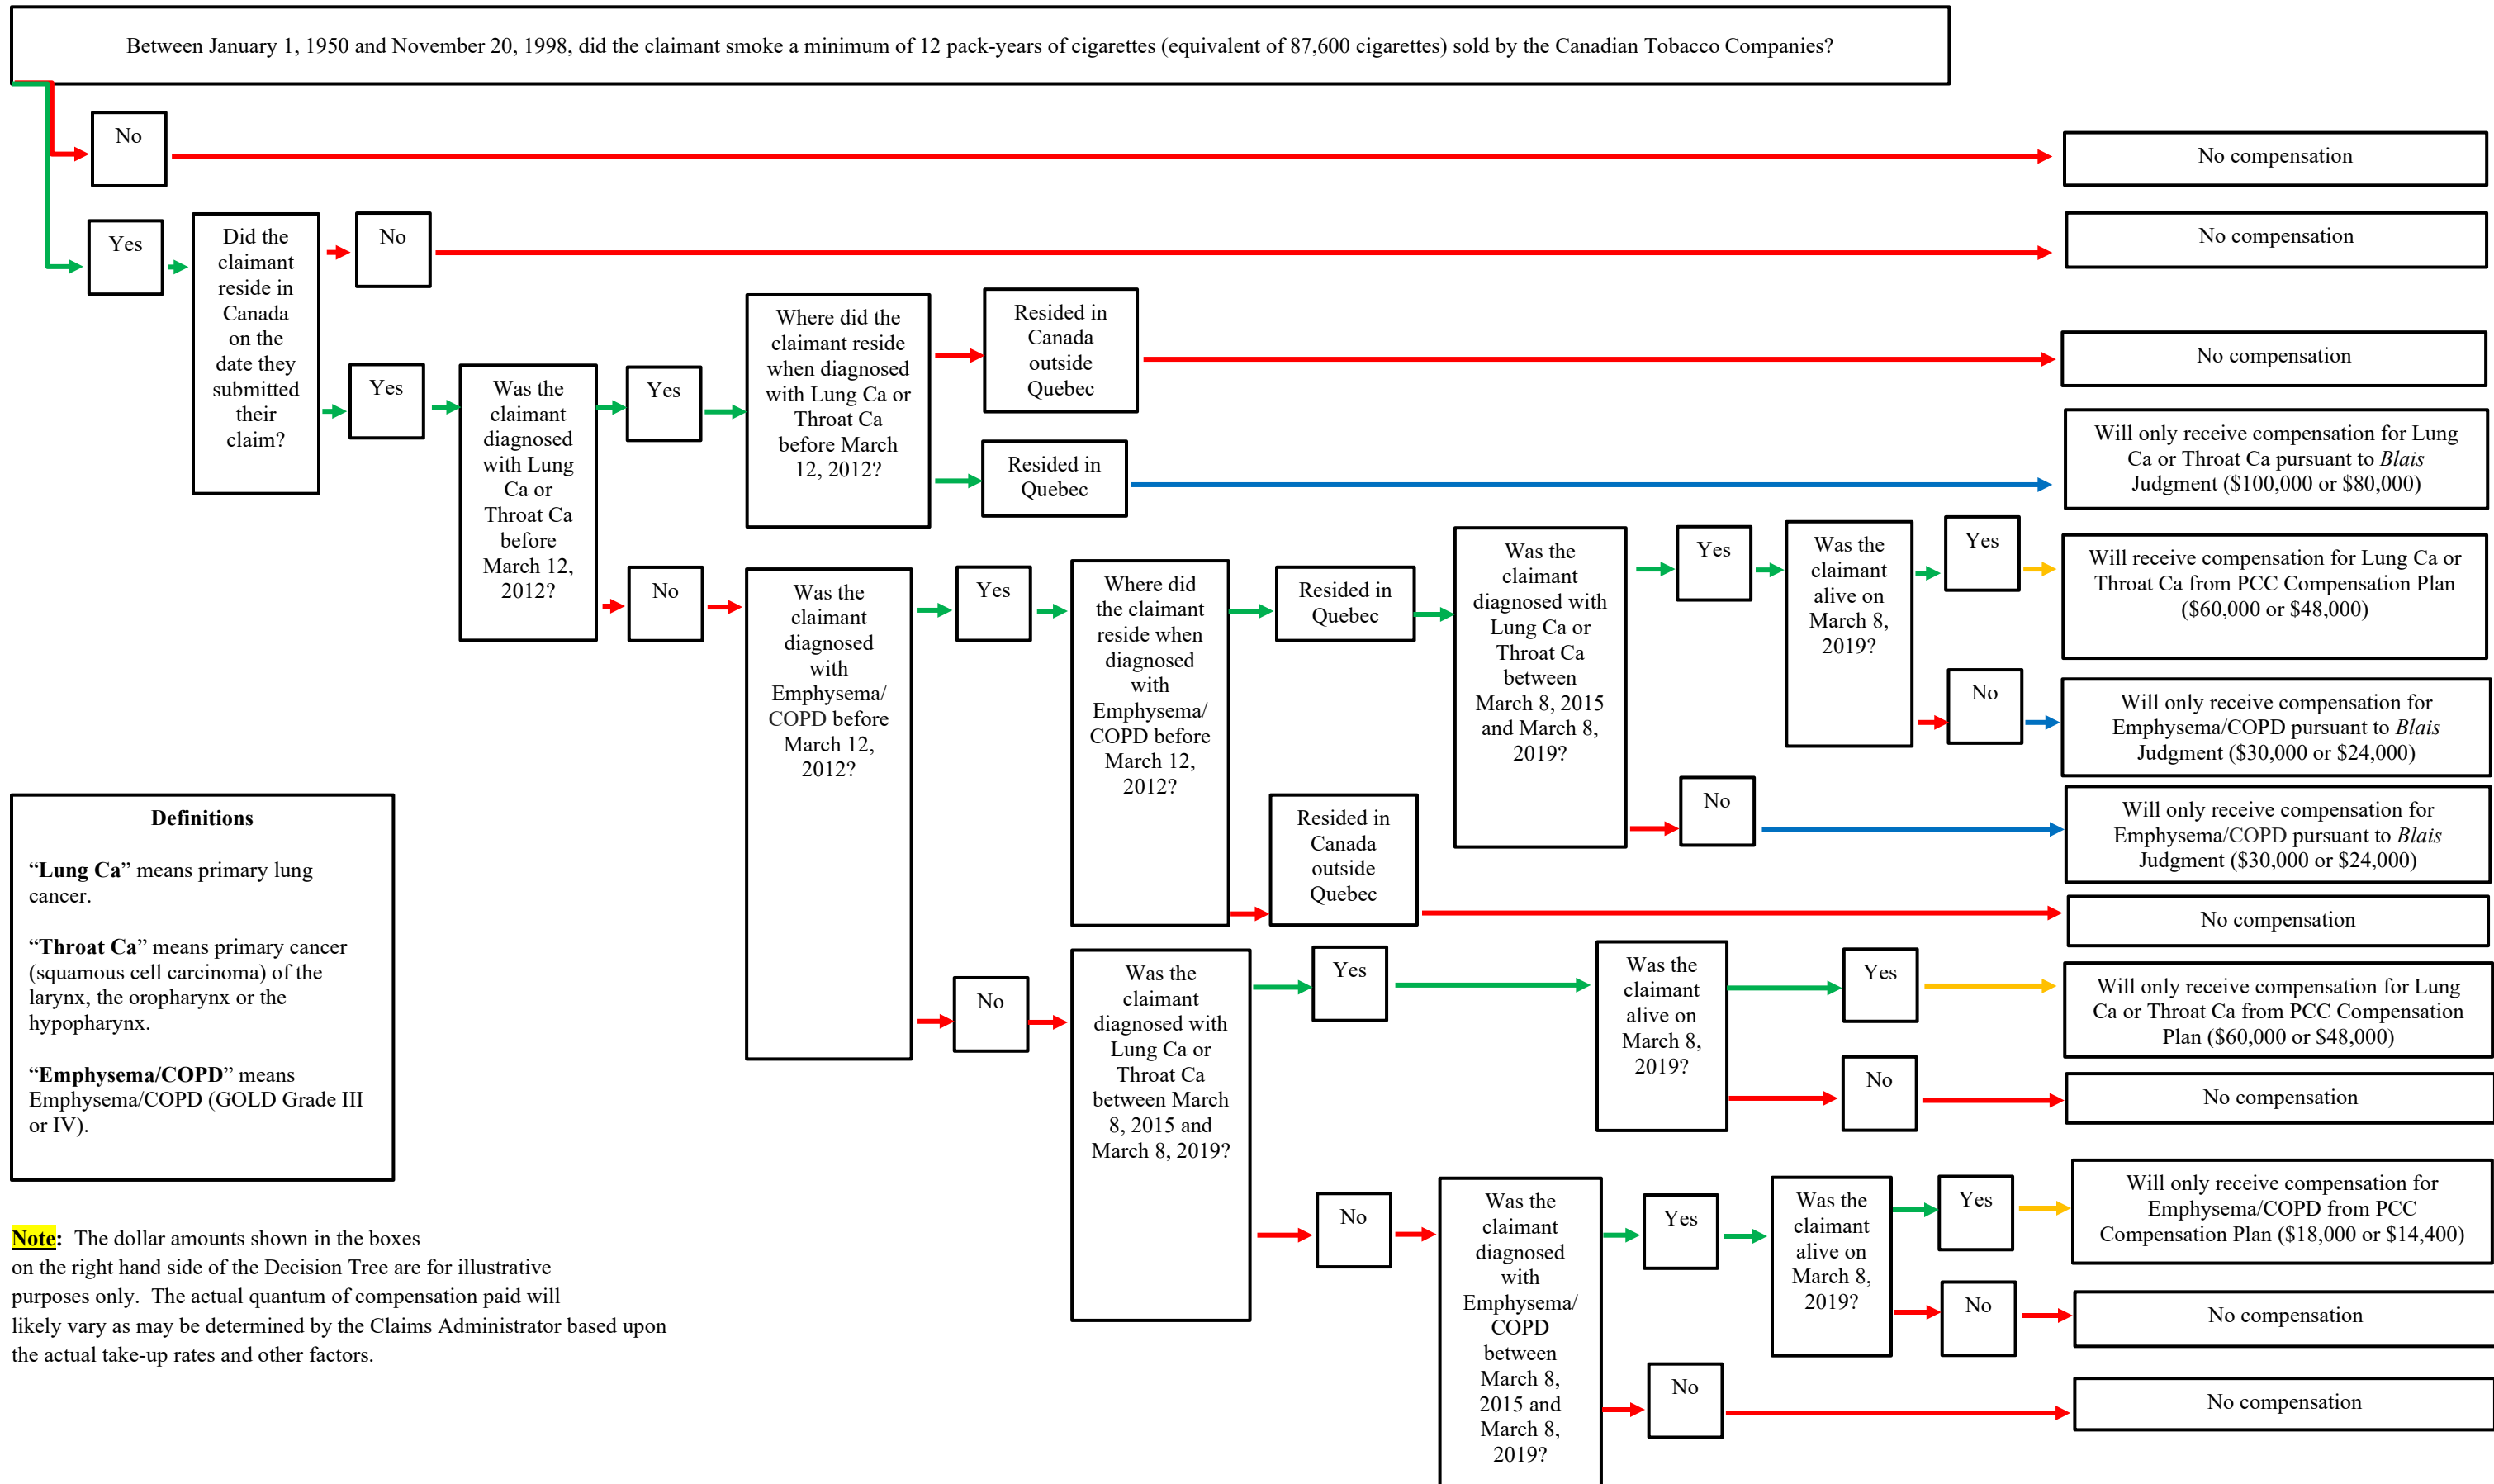 Between January 1, 1950 and November 20, 1998, did the claimant smoke a minimum of 12 pack-years of cigarettes (equivalent of 87,600 cigarettes) sold by the Canadian Tobacco Companies?
No
No compensation
Yes
Did the
claimant
reside in
Canada
on the
date they
submitted
their
claim?
No
No compensation
Yes
Was the
claimant
diagnosed
with Lung
Ca or
Throat Ca
before
March 12,
2012?
Yes
Where did the
claimant reside
when diagnosed
with Lung Ca or
Throat Ca
before March
12, 2012?
Resided in
Canada
outside
Quebec
No compensation
Resided in
Quebec
Will only receive compensation for Lung
Ca or Throat Ca pursuant to Blais
Judgment ($100,000 or $80,000)
No
Was the
claimant
diagnosed
with
Emphysema/
COPD before
March 12,
2012?
Yes
Where did
the claimant
reside when
diagnosed
with
Emphysema/
COPD before
March 12,
2012?
Resided in
Quebec
Was the
claimant
diagnosed with
Lung Ca or
Throat Ca
between
March 8, 2015
and March 8,
2019?
Yes
Was the
claimant
alive on
March 8,
2019?
Yes
Will receive compensation for Lung Ca or
Throat Ca from PCC Compensation Plan
($60,000 or $48,000)
No
Will only receive compensation for
Emphysema/COPD pursuant to Blais
Judgment ($30,000 or $24,000)
No
Will only receive compensation for
Emphysema/COPD pursuant to Blais
Judgment ($30,000 or $24,000)
Resided in
Canada
outside
Quebec
No compensation
No
Was the
claimant
diagnosed with
Lung Ca or
Throat Ca
between March
8, 2015 and
March 8, 2019?
Yes
Was the
claimant
alive on
March 8,
2019?
Yes
Will only receive compensation for Lung
Ca or Throat Ca from PCC Compensation
Plan ($60,000 or $48,000)
No
No compensation
No
Was the
claimant
diagnosed
with
Emphysema/
COPD
between
March 8,
2015 and
March 8,
2019?
Yes
Was the
claimant
alive on
March 8,
2019?
Yes
Will only receive compensation for
Emphysema/COPD from PCC
Compensation Plan ($18,000 or $14,400)
No
No compensation
No
No compensation
Definitions
“Lung Ca” means primary lung
cancer.
“Throat Ca” means primary cancer
(squamous cell carcinoma) of the
larynx, the oropharynx or the
hypopharynx.
“Emphysema/COPD” means
Emphysema/COPD (GOLD Grade III
or IV).
Note: The dollar amounts shown in the boxes
on the right hand side of the Decision Tree are for illustrative
purposes only. The actual quantum of compensation paid will
likely vary as may be determined by the Claims Administrator based upon
the actual take-up rates and other factors.